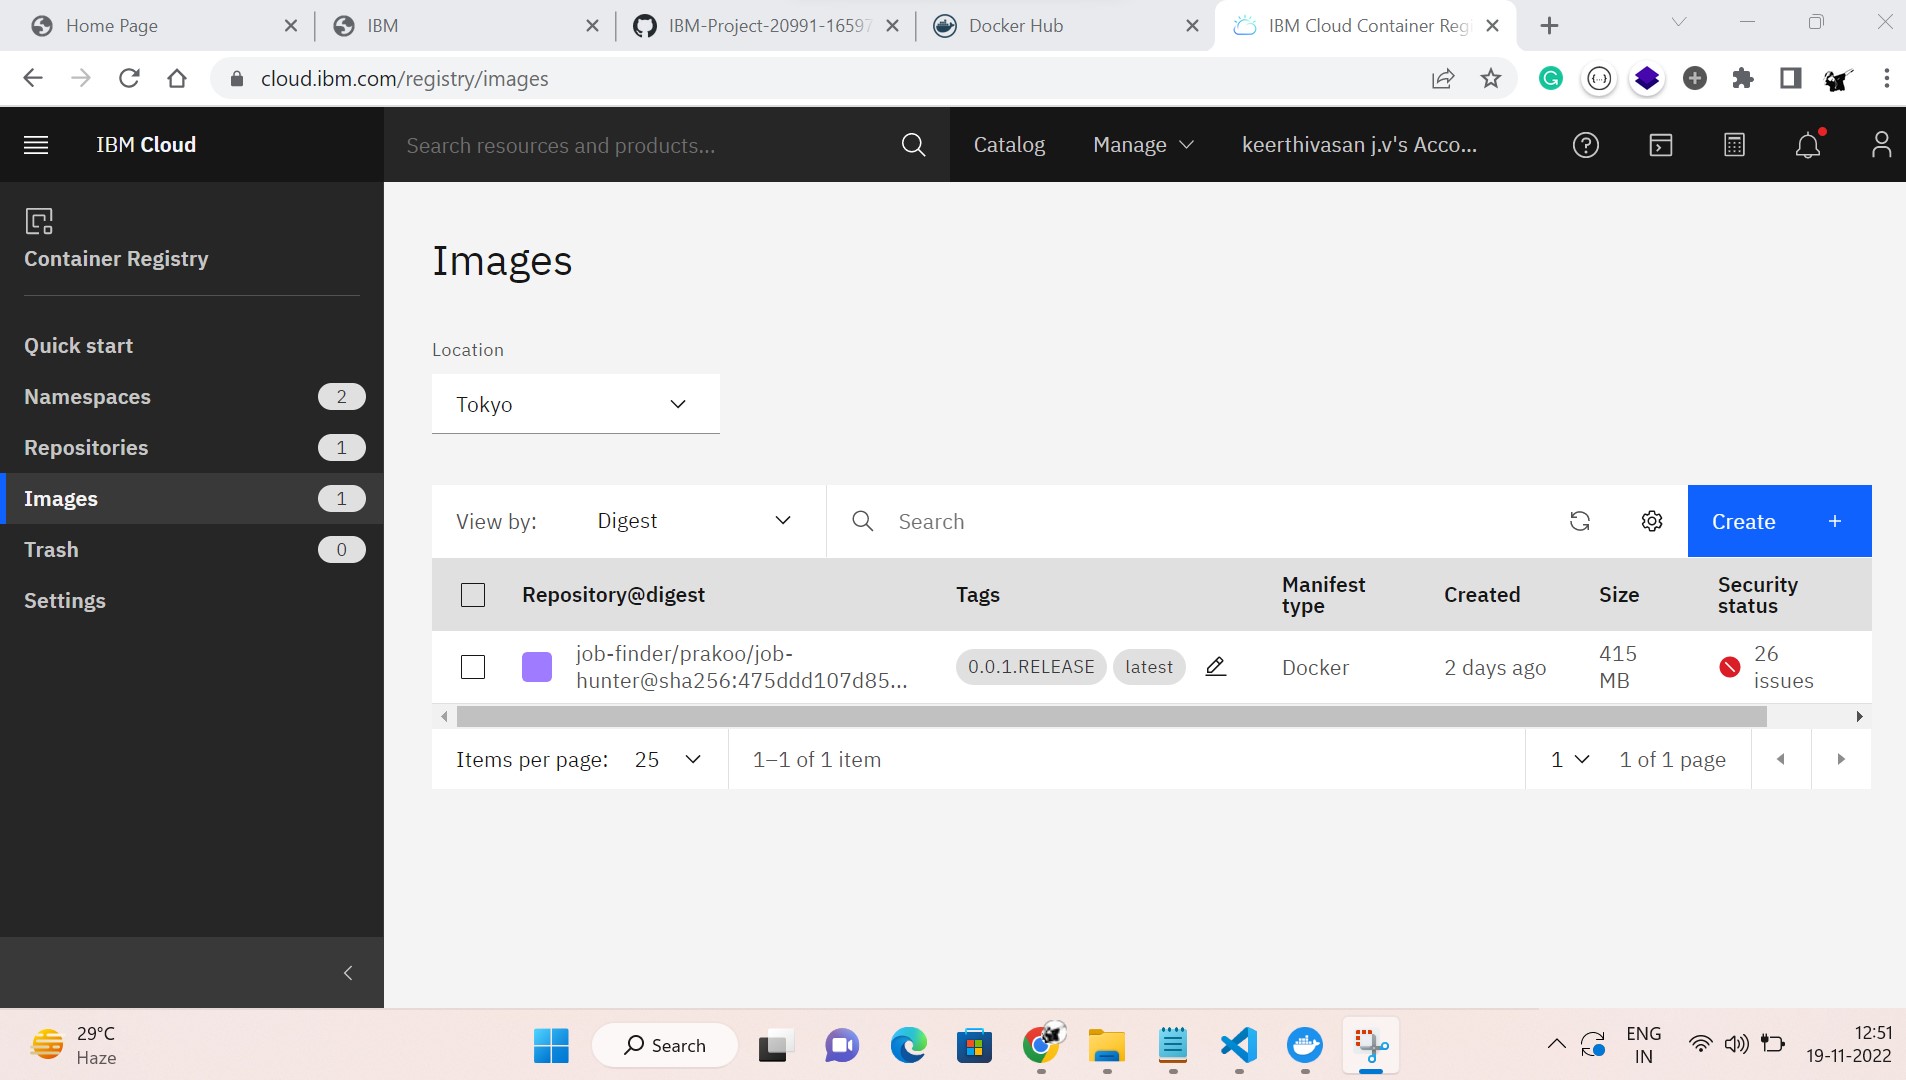 Home Page
IBM
IBM-Project-20991-16597
Docker Hub
IBM Cloud Container Regi
cloud.ibm.com/registry/images
IBM Cloud
Search resources and products...
Catalog
Manage
keerthivasan j.v's Acco...
Container Registry
Quick start
Namespaces 2
Repositories 1
Images 1
Trash 0
Settings
Images
Location
Tokyo
View by: Digest
Search
Create +
Repository@digest
Tags
Manifest
type
Created
Size
Security
status
job-finder/prakoo/job-
hunter@sha256:475ddd107d85...
0.0.1.RELEASE
latest
Docker
2 days ago
415
MB
26
issues
Items per page: 25
1–1 of 1 item
1
1 of 1 page
29°C
Haze
Search
ENG
IN
12:51
19-11-2022